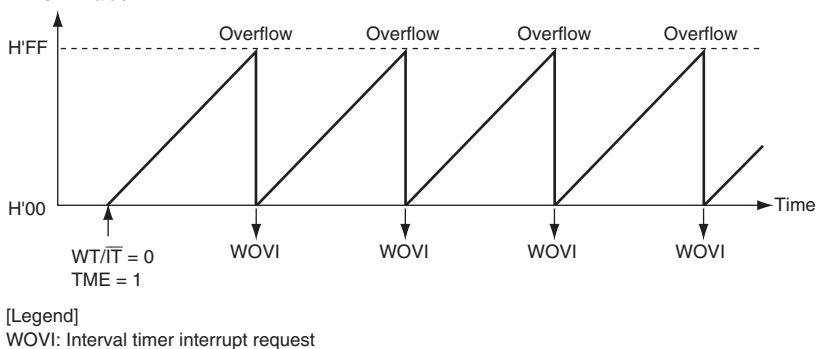 Overflow Overflow Overflow Overflow
H'FF
H'00
Time
WT/I̅T̅ = 0
TME = 1
WOVI WOVI WOVI WOVI
[Legend]
WOVI: Interval timer interrupt request